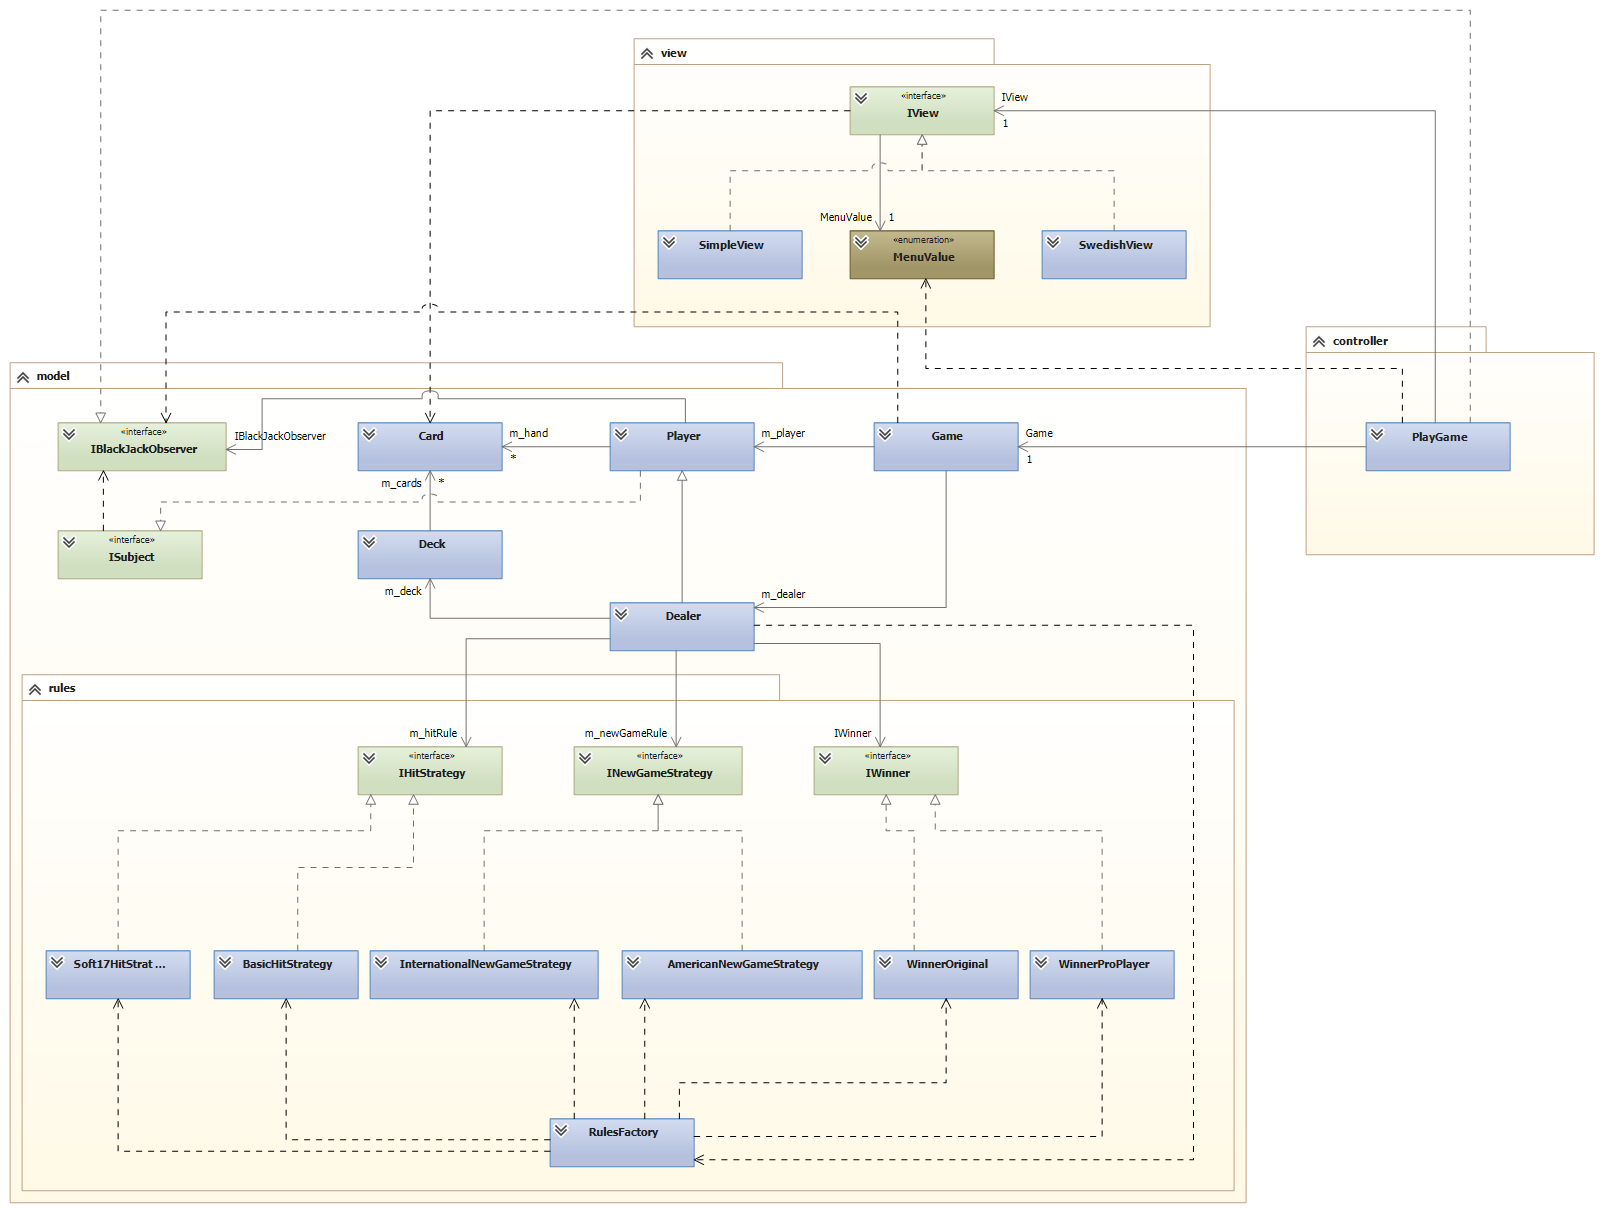 view
«interface»
IView
IView
1
MenuValue
1
SimpleView
«enumeration»
MenuValue
SwedishView
controller
PlayGame
model
«interface»
IBlackJackObserver
IBlackJackObserver
Card
m_hand
*
Player
m_player
Game
Game
1
m_cards
*
«interface»
ISubject
Deck
m_deck
m_dealer
Dealer
rules
m_hitRule
m_newGameRule
IWinner
«interface»
IHitStrategy
«interface»
INewGameStrategy
«interface»
IWinner
Soft17HitStrat ...
BasicHitStrategy
InternationalNewGameStrategy
AmericanNewGameStrategy
WinnerOriginal
WinnerProPlayer
RulesFactory